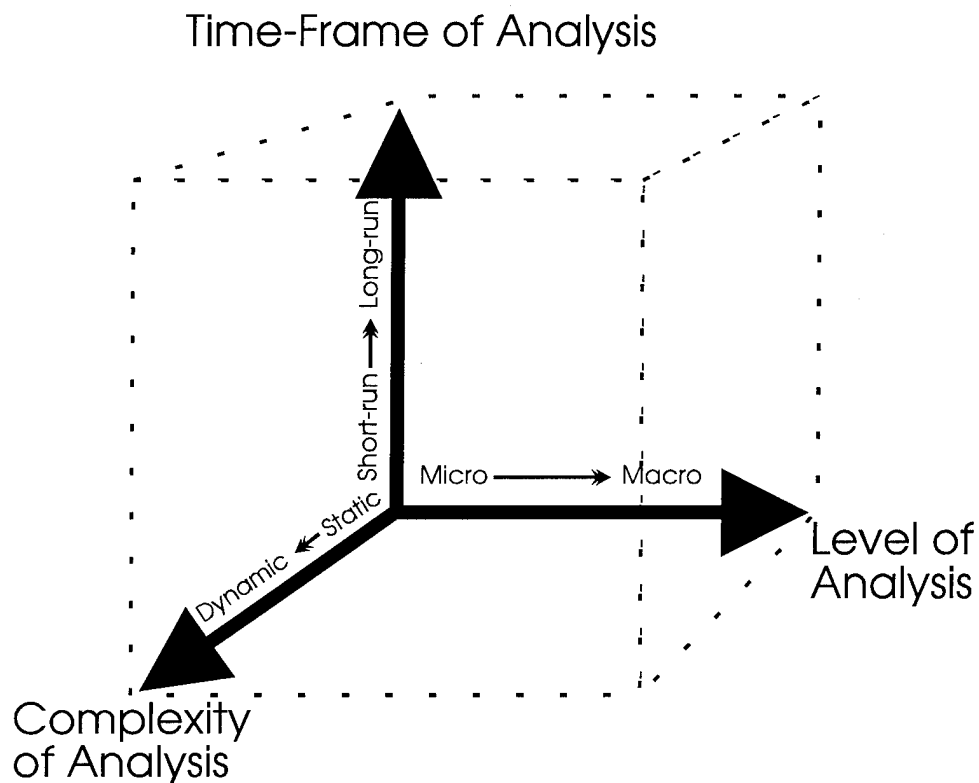 Time-Frame of Analysis
Short-run
Long-run
Micro
Macro
Static
Dynamic
Level of
Analysis
Complexity
of Analysis